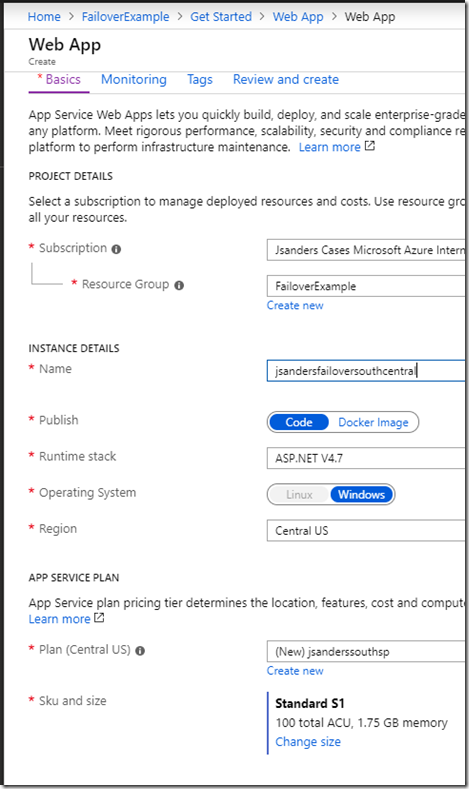 Home > FailoverExample > Get Started > Web App > Web App
Web App
Create
* Basics Monitoring Tags Review and create
App Service Web Apps lets you quickly build, deploy, and scale enterprise-grade
any platform. Meet rigorous performance, scalability, security and compliance re
platform to perform infrastructure maintenance. Learn more
PROJECT DETAILS
Select a subscription to manage deployed resources and costs. Use resource gro
all your resources.
* Subscription Jsanders Cases Microsoft Azure Intern
* Resource Group FailoverExample
Create new
INSTANCE DETAILS
* Name jsandersfailoversouthcentral
* Publish Code Docker Image
* Runtime stack ASP.NET V4.7
* Operating System Linux Windows
* Region Central US
APP SERVICE PLAN
App Service plan pricing tier determines the location, features, cost and compute
Learn more
* Plan (Central US) (New) jsanderssouthsp
Create new
* Sku and size Standard S1
100 total ACU, 1.75 GB memory
Change size